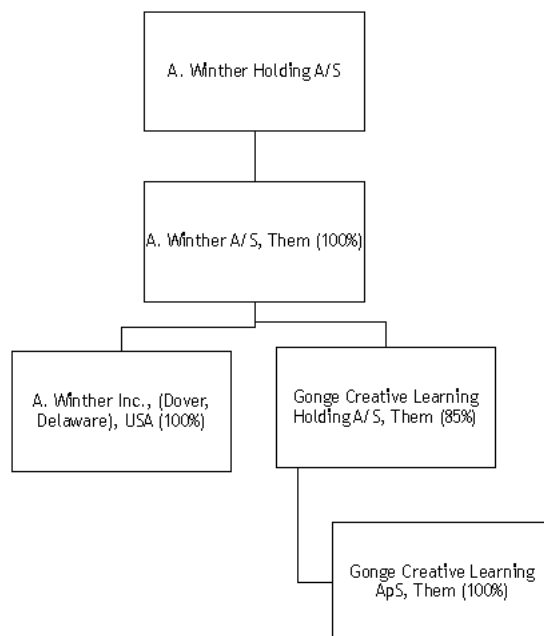 A. Winther Holding A/S
A. Winther A/S, Them (100%)
A. Winther Inc., (Dover,
Delaware), USA (100%)
Gonge Creative Learning
Holding A/S, Them (85%)
Gonge Creative Learning
ApS, Them (100%)